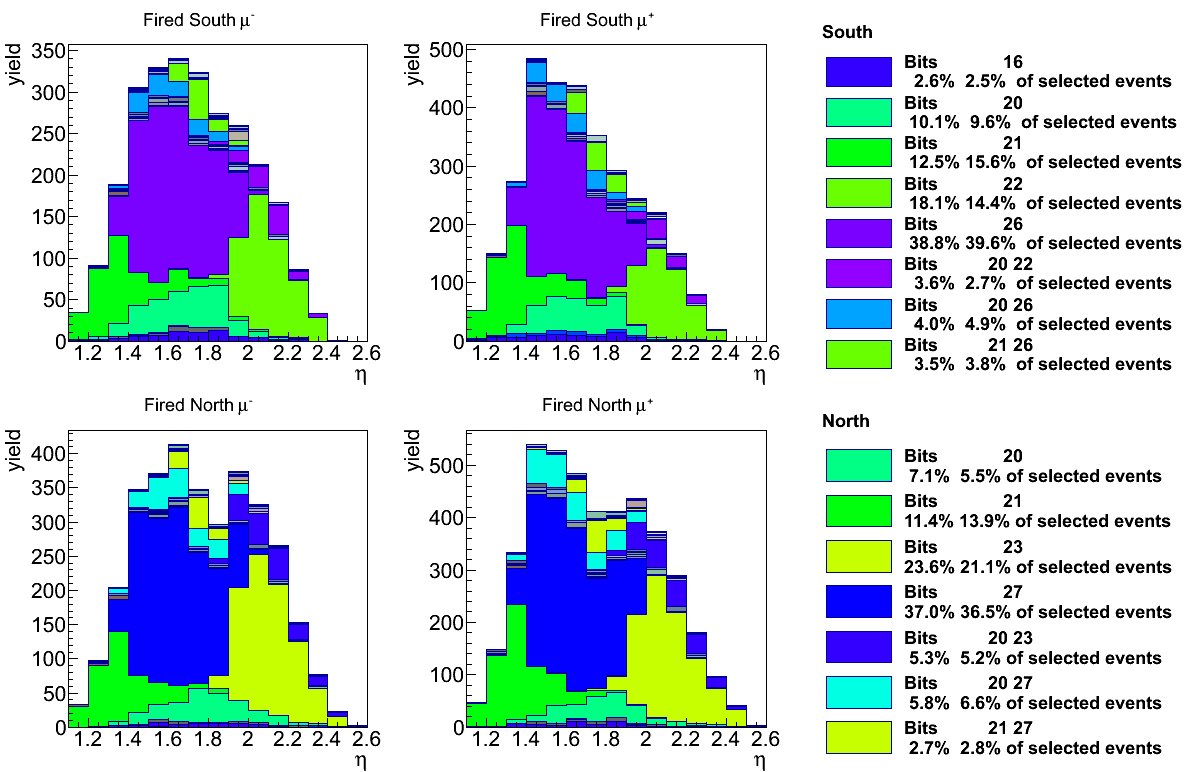 Fired South μ-
yield
350
300
250
200
150
100
50
0
1.2 1.4 1.6 1.8 2 2.2 2.4 2.6
η
Fired South μ+
yield
500
400
300
200
100
0
1.2 1.4 1.6 1.8 2 2.2 2.4 2.6
η
South
Bits 16
2.6% 2.5% of selected events
Bits 20
10.1% 9.6% of selected events
Bits 21
12.5% 15.6% of selected events
Bits 22
18.1% 14.4% of selected events
Bits 26
38.8% 39.6% of selected events
Bits 20 22
3.6% 2.7% of selected events
Bits 20 26
4.0% 4.9% of selected events
Bits 21 26
3.5% 3.8% of selected events
Fired North μ-
yield
400
350
300
250
200
150
100
50
0
1.2 1.4 1.6 1.8 2 2.2 2.4 2.6
η
Fired North μ+
yield
500
400
300
200
100
0
1.2 1.4 1.6 1.8 2 2.2 2.4 2.6
η
North
Bits 20
7.1% 5.5% of selected events
Bits 21
11.4% 13.9% of selected events
Bits 23
23.6% 21.1% of selected events
Bits 27
37.0% 36.5% of selected events
Bits 20 23
5.3% 5.2% of selected events
Bits 20 27
5.8% 6.6% of selected events
Bits 21 27
2.7% 2.8% of selected events